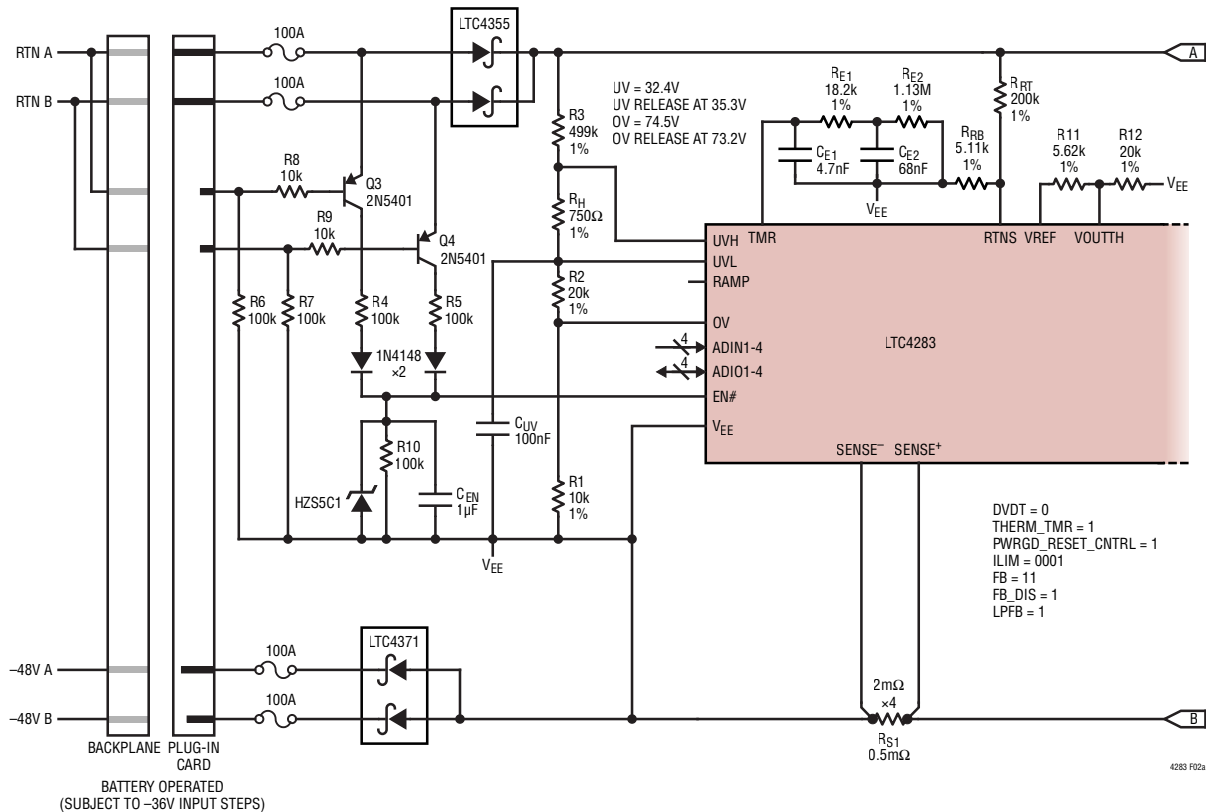 LTC4355
100A
RTN A
A
RE1
18.2k
1%
RE2
1.13M
1%
RRT
200k
1%
UV = 32.4V
UV RELEASE AT 35.3V
OV = 74.5V
OV RELEASE AT 73.2V
100A
RTN B
R3
499k
1%
CE1
4.7nF
CE2
68nF
RRB
5.11k
1%
R11
5.62k
1%
R12
20k
1%
VEE
VEE
R8
10k
Q3
2N5401
RH
750Ω
1%
R9
10k
Q4
2N5401
TMR
RTNS
VREF
VOUTTH
UVH
UVL
RAMP
OV
4
ADIN1-4
4
ADIO1-4
EN#
VEE
LTC4283
SENSE–
SENSE+
R2
20k
1%
R6
100k
R7
100k
R4
100k
R5
100k
1N4148
×2
CUV
100nF
R10
100k
HZS5C1
CEN
1µF
R1
10k
1%
VEE
DVDT = 0
THERM_TMR = 1
PWRGD_RESET_CNTRL = 1
ILIM = 0001
FB = 11
FB_DIS = 1
LPFB = 1
LTC4371
100A
–48V A
100A
–48V B
2mΩ
×4
RS1
0.5mΩ
B
BACKPLANE
PLUG-IN
CARD
BATTERY OPERATED
(SUBJECT TO –36V INPUT STEPS)
4283 F02a